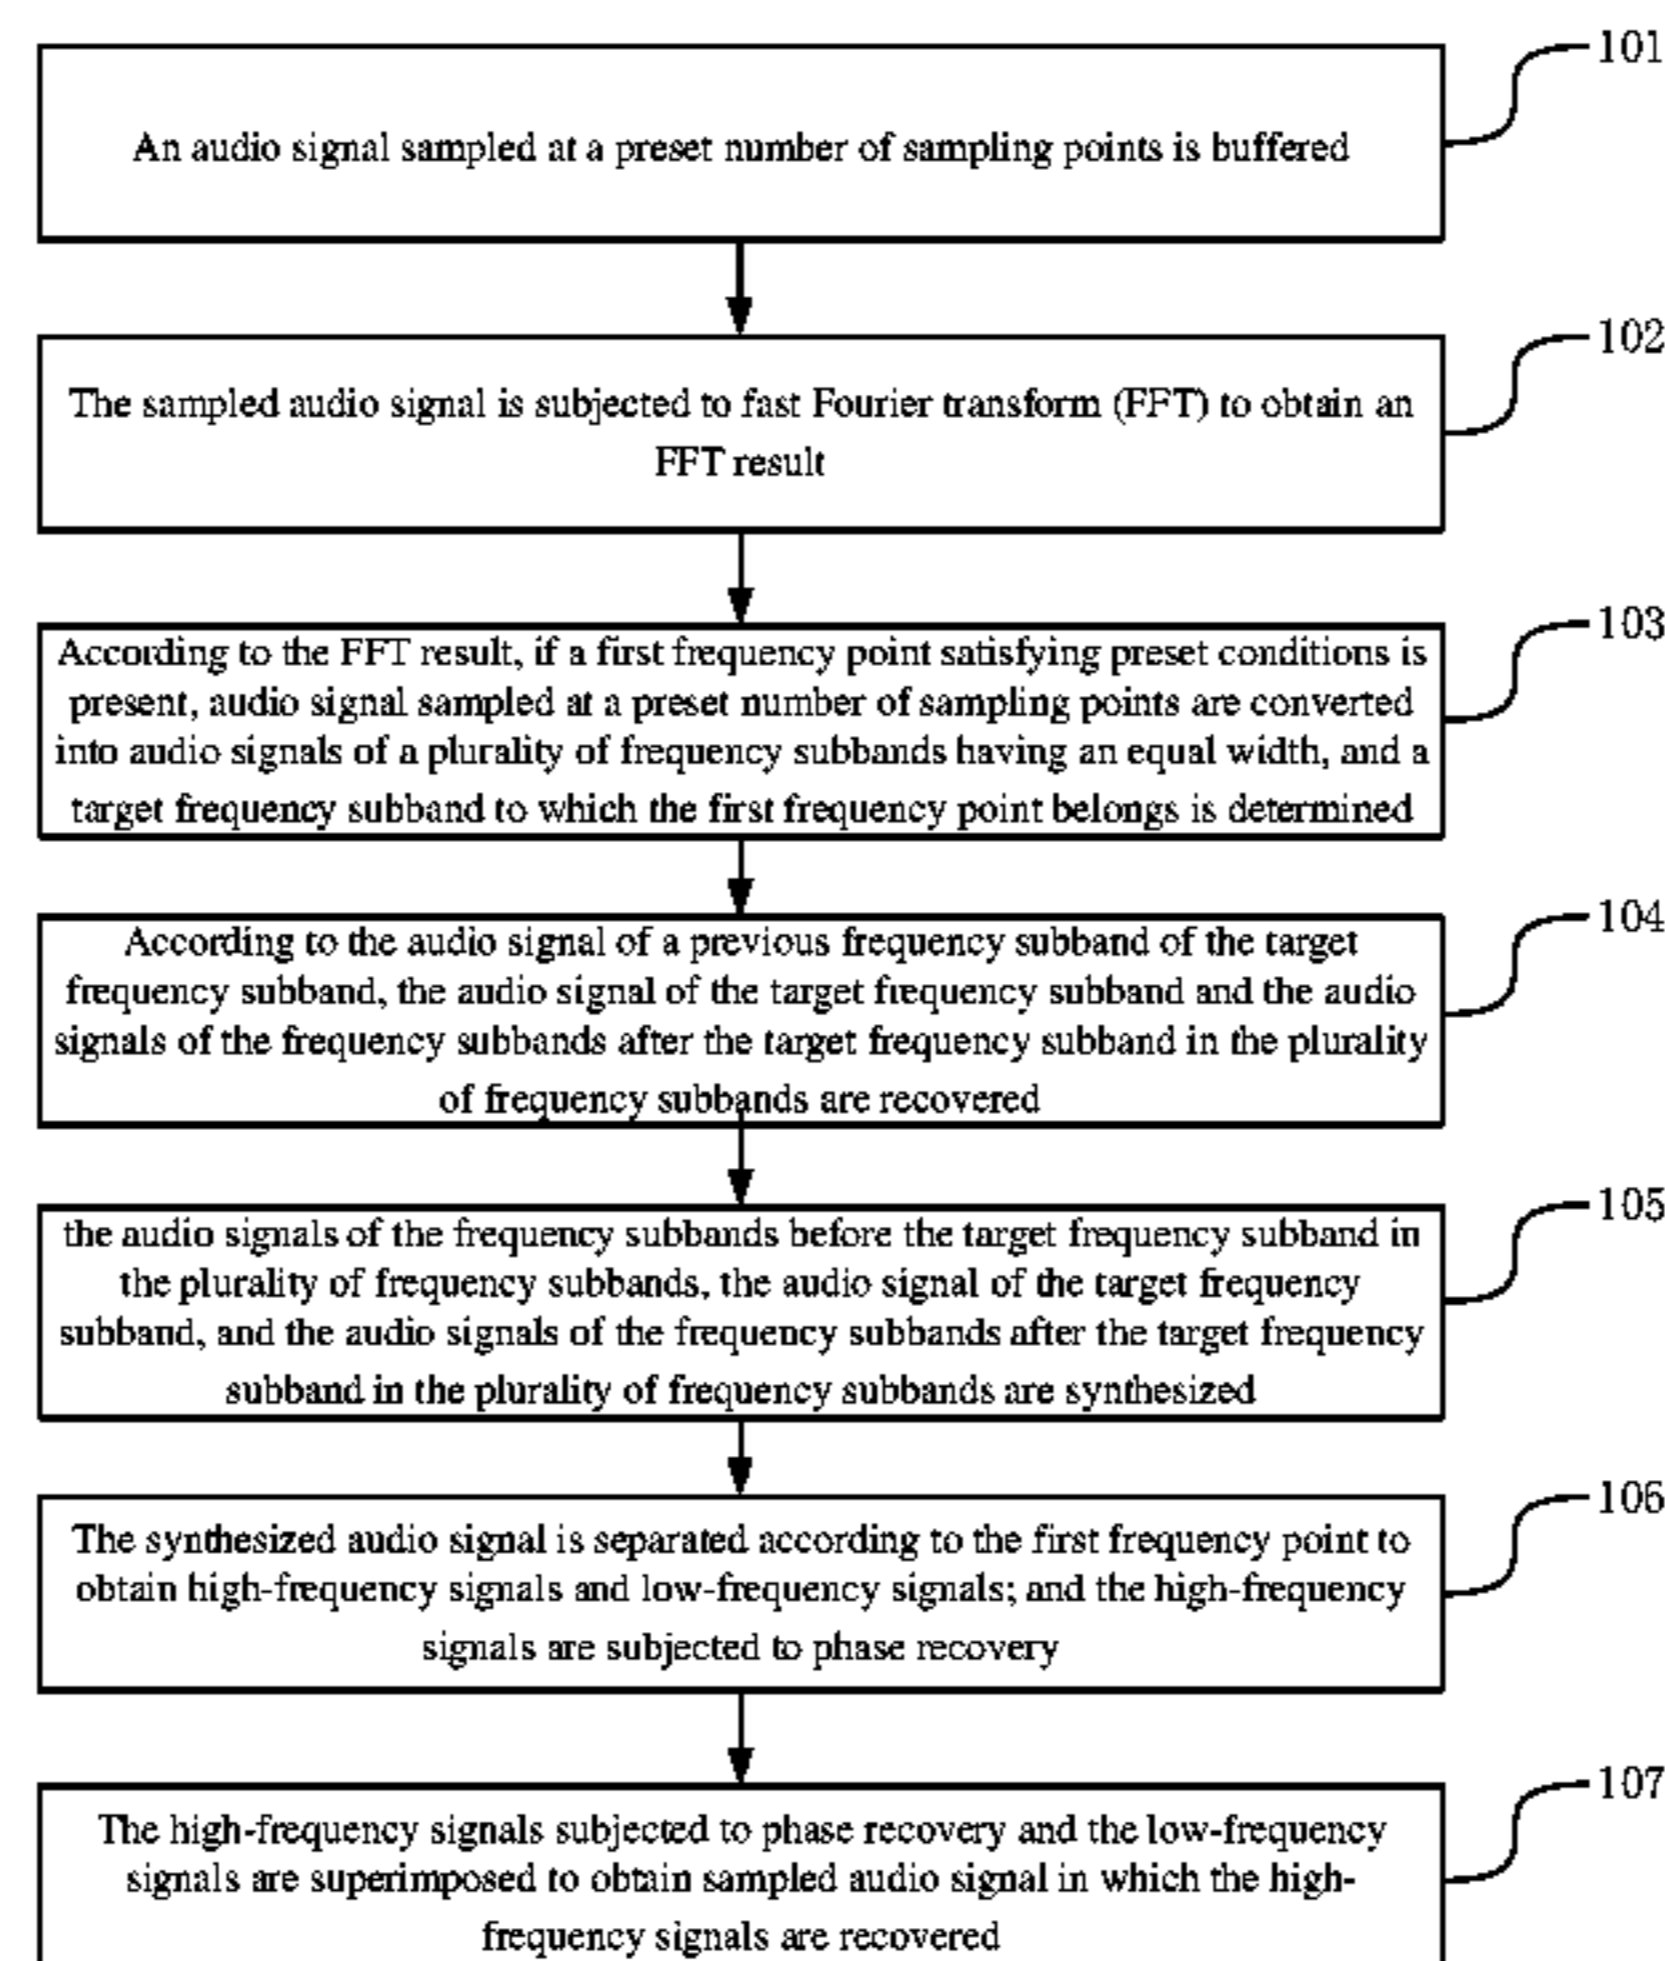 101
An audio signal sampled at a preset number of sampling points is buffered
102
The sampled audio signal is subjected to fast Fourier transform (FFT) to obtain an
FFT result
103
According to the FFT result, if a first frequency point satisfying preset conditions is
present, audio signal sampled at a preset number of sampling points are converted
into audio signals of a plurality of frequency subbands having an equal width, and a
target frequency subband to which the first frequency point belongs is determined
104
According to the audio signal of a previous frequency subband of the target
frequency subband, the audio signal of the target frequency subband and the audio
signals of the frequency subbands after the target frequency subband in the plurality
of frequency subbands are recovered
105
the audio signals of the frequency subbands before the target frequency subband in
the plurality of frequency subbands, the audio signal of the target frequency
subband, and the audio signals of the frequency subbands after the target frequency
subband in the plurality of frequency subbands are synthesized
106
The synthesized audio signal is separated according to the first frequency point to
obtain high-frequency signals and low-frequency signals; and the high-frequency
signals are subjected to phase recovery
107
The high-frequency signals subjected to phase recovery and the low-frequency
signals are superimposed to obtain sampled audio signal in which the high-
frequency signals are recovered